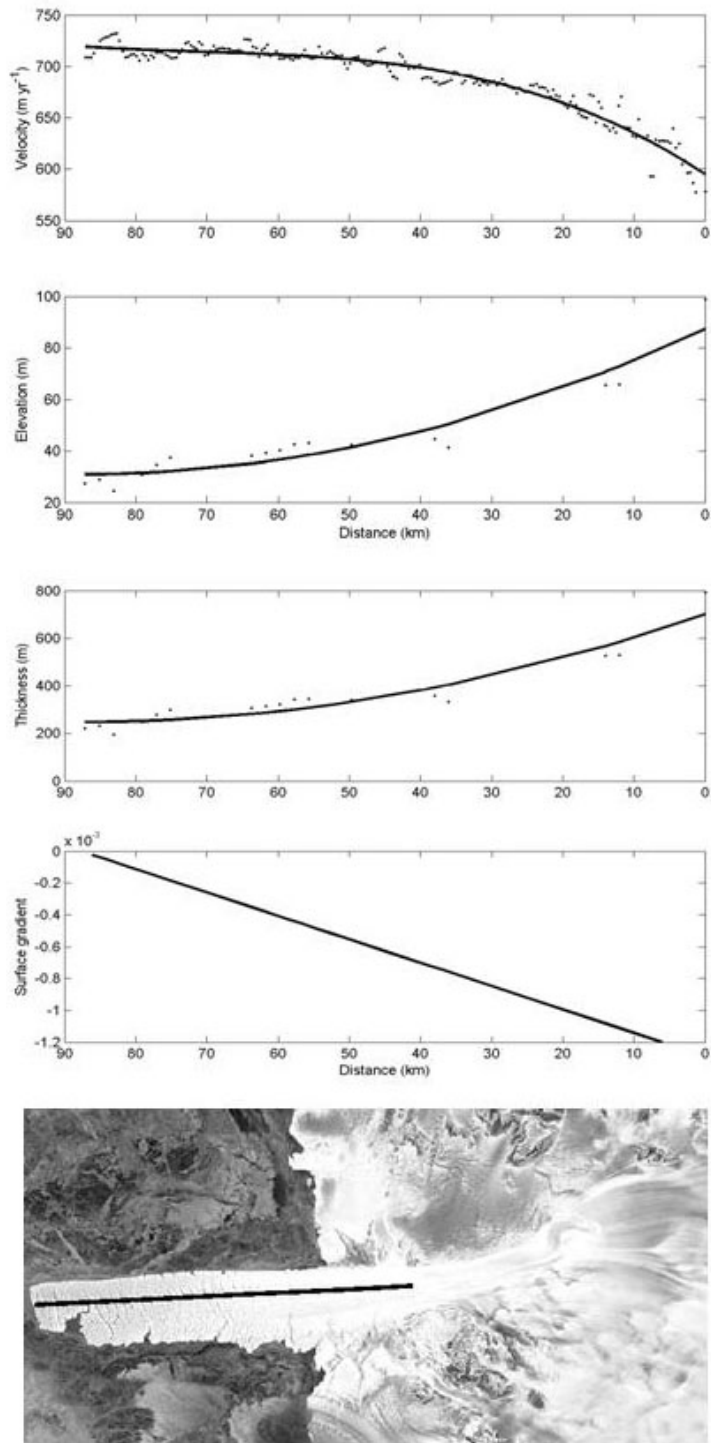 750
700
650
600
550
Velocity (m yr⁻¹)
90 80 70 60 50 40 30 20 10 0
100
80
60
40
20
Elevation (m)
90 80 70 60 50 40 30 20 10 0
Distance (km)
800
600
400
200
0
Thickness (m)
90 80 70 60 50 40 30 20 10 0
x 10⁻³
0
-0.2
-0.4
-0.6
-0.8
-1
-1.2
Surface gradient
90 80 70 60 50 40 30 20 10 0
Distance (km)